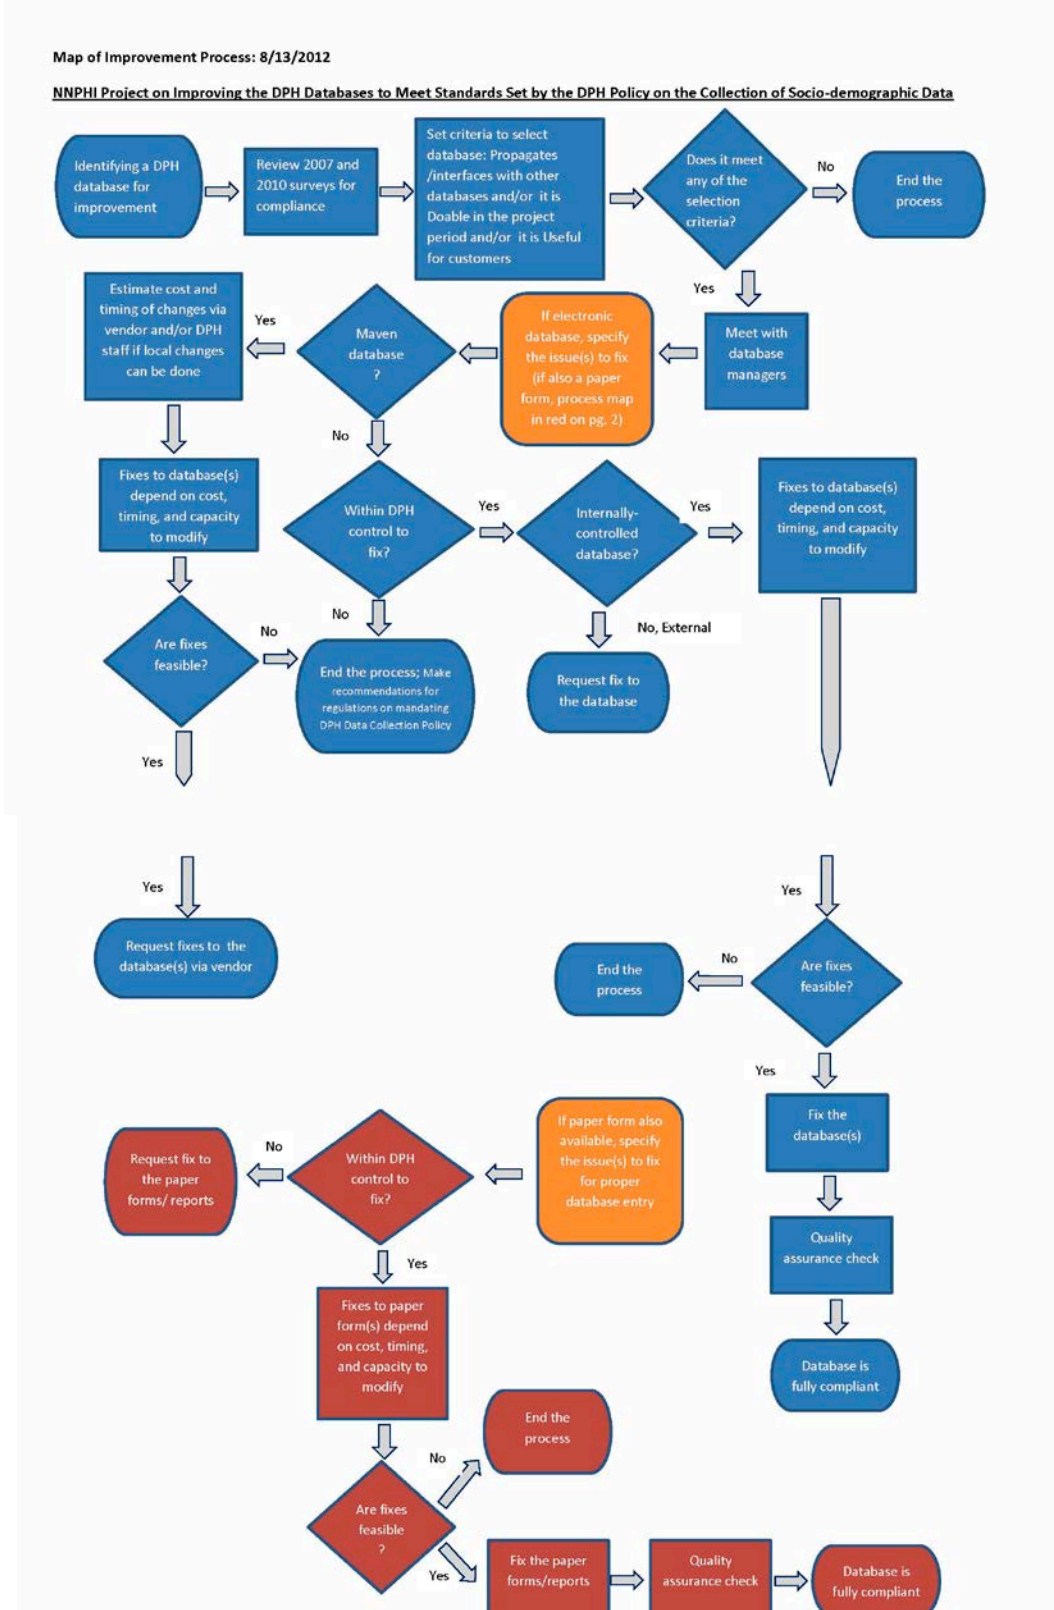 Map of Improvement Process: 8/13/2012
NNPHI Project on Improving the DPH Databases to Meet Standards Set by the DPH Policy on the Collection of Socio-demographic Data
Identifying a DPH
database for
improvement
Review 2007 and
2010 surveys for
compliance
Set criteria to select
database: Propagates
/interfaces with other
databases and/or it is
Doable in the project
period and/or it is Useful
for customers
Does it meet
any of the
selection
criteria?
No
End the
process
Yes
Meet with
database
managers
If electronic
database, specify
the issue(s) to fix
(if also a paper
form, process map
in red on pg. 2)
Maven
database
?
Yes
Estimate cost and
timing of changes via
vendor and/or DPH
staff if local changes
can be done
No
Fixes to database(s)
depend on cost,
timing, and capacity
to modify
Within DPH
control to
fix?
Yes
Internally-
controlled
database?
Yes
Fixes to database(s)
depend on cost,
timing, and capacity
to modify
Are fixes
feasible?
No
No
End the process; Make
recommendations for
regulations on mandating
DPH Data Collection Policy
No, External
Request fix to
the database
Yes
Yes
Request fixes to the
database(s) via vendor
Yes
Are fixes
feasible?
No
End the
process
Yes
Fix the
database(s)
Quality
assurance check
Database is
fully compliant
If paper form also
available, specify
the issue(s) to fix
for proper
database entry
Within DPH
control to
fix?
No
Request fix to
the paper
forms/ reports
Yes
Fixes to paper
form(s) depend
on cost, timing,
and capacity to
modify
Are fixes
feasible
?
No
End the
process
Yes
Fix the paper
forms/reports
Quality
assurance check
Database is
fully compliant